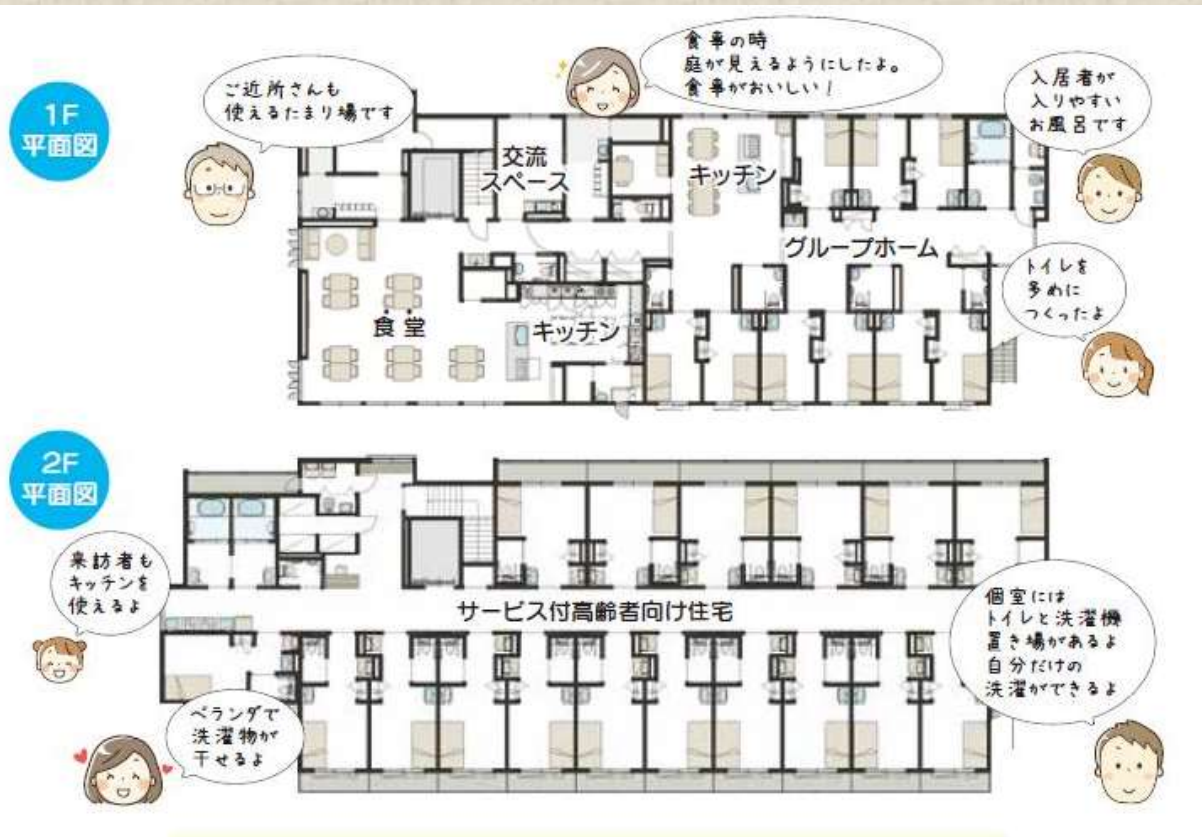 1F
平面図
ご近所さんも
使えるたまり場です
食事の時
庭が見えるようにしたよ。
食事がおいしい!
入居者が
入りやすい
お風呂です
交流
スペース
キッチン
グループホーム
トイレを
多めに
つくったよ
食堂
キッチン
2F
平面図
来訪者も
キッチンを
使えるよ
サービス付高齢者向け住宅
個室には
トイレと洗濯機
置き場があるよ
自分だけの
洗濯ができるよ
ベランダで
洗濯物が
干せるよ